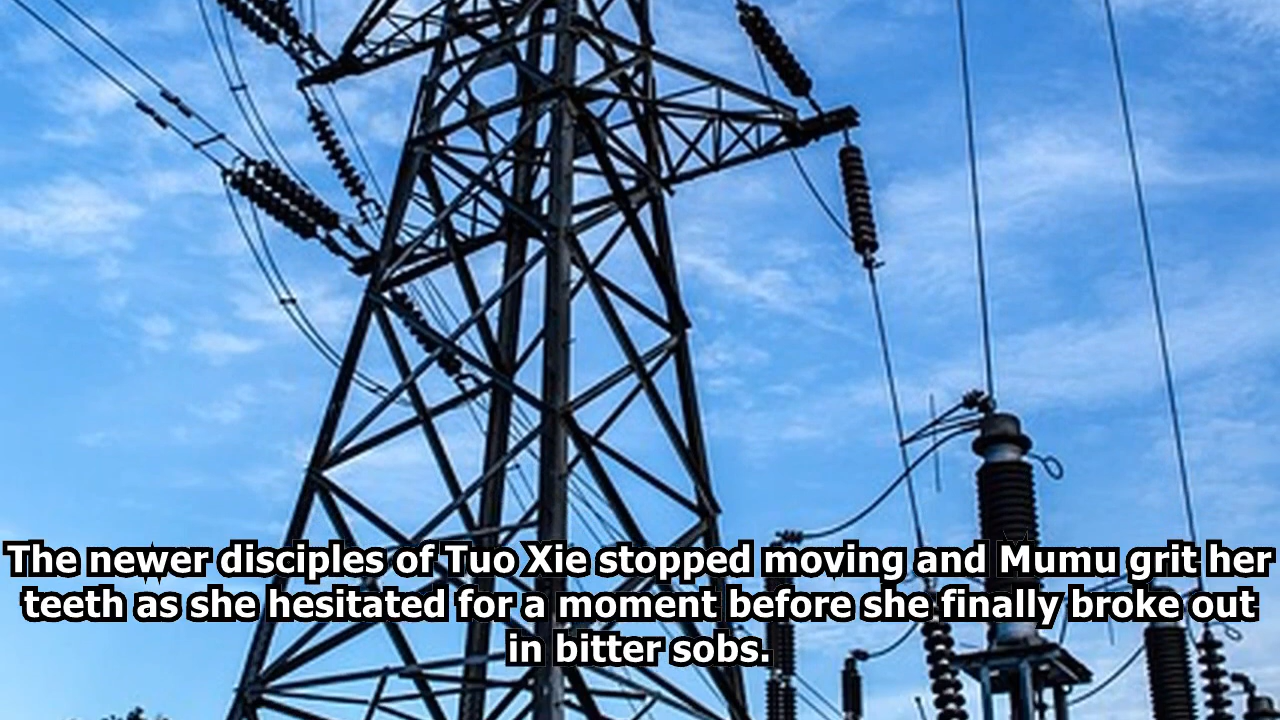 The newer disciples of Tuo Xie stopped moving and Mumu grit her
teeth as she hesitated for a moment before she finally broke out
in bitter sobs.